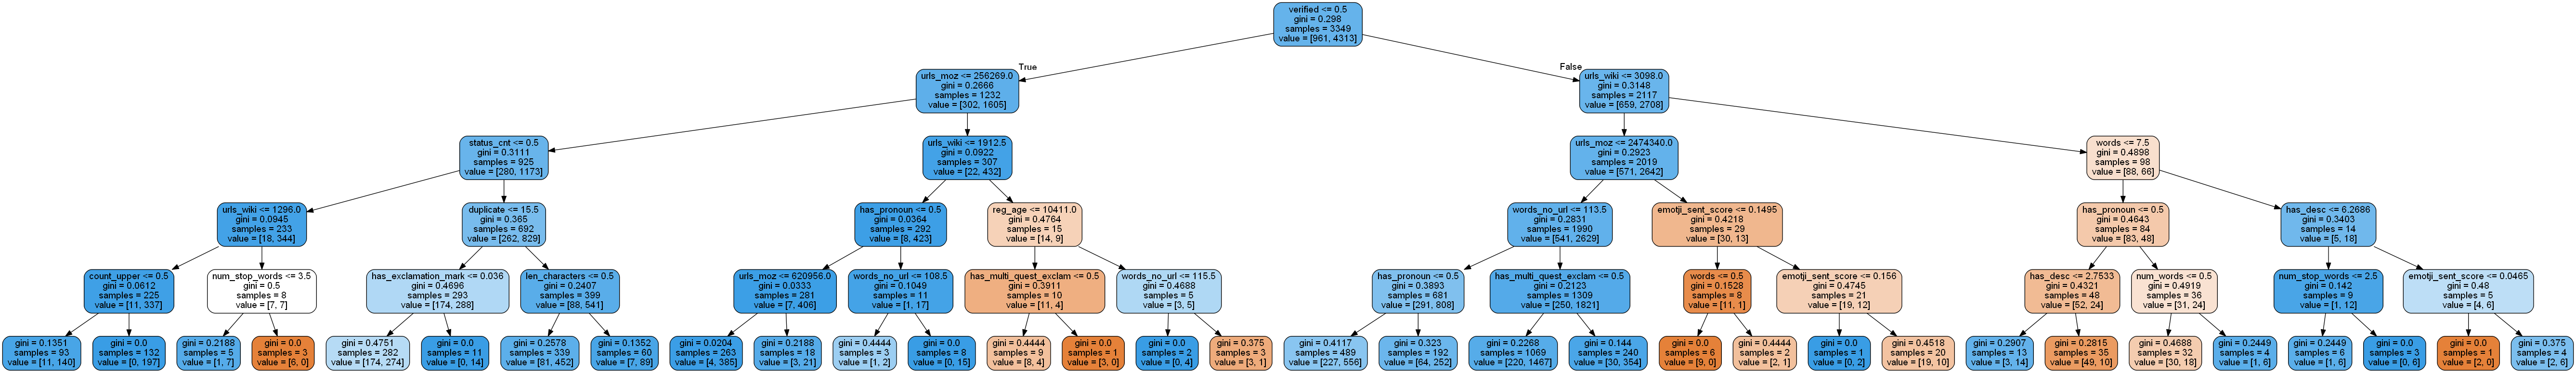 verified <= 0.5
gini = 0.298
samples = 3349
value = [961, 4313]
True
False
urls_moz <= 256269.0
gini = 0.2666
samples = 1232
value = [302, 1605]
urls_wiki <= 3098.0
gini = 0.3148
samples = 2117
value = [659, 2708]
status_cnt <= 0.5
gini = 0.3111
samples = 925
value = [280, 1173]
urls_wiki <= 1912.5
gini = 0.0922
samples = 307
value = [22, 432]
urls_moz <= 2474340.0
gini = 0.2923
samples = 2019
value = [571, 2642]
words <= 7.5
gini = 0.4898
samples = 98
value = [88, 66]
urls_wiki <= 1296.0
gini = 0.0945
samples = 233
value = [18, 344]
duplicate <= 15.5
gini = 0.365
samples = 692
value = [262, 829]
has_pronoun <= 0.5
gini = 0.0364
samples = 292
value = [8, 423]
reg_age <= 10411.0
gini = 0.4764
samples = 15
value = [14, 9]
words_no_url <= 113.5
gini = 0.2831
samples = 1990
value = [541, 2629]
emotji_sent_score <= 0.1495
gini = 0.4218
samples = 29
value = [30, 13]
has_pronoun <= 0.5
gini = 0.4643
samples = 84
value = [83, 48]
has_desc <= 6.2686
gini = 0.3403
samples = 14
value = [5, 18]
count_upper <= 0.5
gini = 0.0612
samples = 225
value = [11, 337]
num_stop_words <= 3.5
gini = 0.5
samples = 8
value = [7, 7]
has_exclamation_mark <= 0.036
gini = 0.4696
samples = 293
value = [174, 288]
len_characters <= 0.5
gini = 0.2407
samples = 399
value = [88, 541]
urls_moz <= 620956.0
gini = 0.0333
samples = 281
value = [7, 406]
words_no_url <= 108.5
gini = 0.1049
samples = 11
value = [1, 17]
has_multi_quest_exclam <= 0.5
gini = 0.3911
samples = 10
value = [11, 4]
words_no_url <= 115.5
gini = 0.4688
samples = 5
value = [3, 5]
has_pronoun <= 0.5
gini = 0.3893
samples = 681
value = [291, 808]
has_multi_quest_exclam <= 0.5
gini = 0.2123
samples = 1309
value = [250, 1821]
words <= 0.5
gini = 0.1528
samples = 8
value = [11, 1]
emotji_sent_score <= 0.156
gini = 0.4745
samples = 21
value = [19, 12]
has_desc <= 2.7533
gini = 0.4321
samples = 48
value = [52, 24]
num_words <= 0.5
gini = 0.4919
samples = 36
value = [31, 24]
num_stop_words <= 2.5
gini = 0.142
samples = 9
value = [1, 12]
emotji_sent_score <= 0.0465
gini = 0.48
samples = 5
value = [4, 6]
gini = 0.1351
samples = 93
value = [11, 140]
gini = 0.0
samples = 132
value = [0, 197]
gini = 0.2188
samples = 5
value = [1, 7]
gini = 0.0
samples = 3
value = [6, 0]
gini = 0.4751
samples = 282
value = [174, 274]
gini = 0.0
samples = 11
value = [0, 14]
gini = 0.2578
samples = 339
value = [81, 452]
gini = 0.1352
samples = 60
value = [7, 89]
gini = 0.0204
samples = 263
value = [4, 385]
gini = 0.2188
samples = 18
value = [3, 21]
gini = 0.4444
samples = 3
value = [1, 2]
gini = 0.0
samples = 8
value = [0, 15]
gini = 0.4444
samples = 9
value = [8, 4]
gini = 0.0
samples = 1
value = [3, 0]
gini = 0.0
samples = 2
value = [0, 4]
gini = 0.375
samples = 3
value = [3, 1]
gini = 0.4117
samples = 489
value = [227, 556]
gini = 0.323
samples = 192
value = [64, 252]
gini = 0.2268
samples = 1069
value = [220, 1467]
gini = 0.144
samples = 240
value = [30, 354]
gini = 0.0
samples = 6
value = [9, 0]
gini = 0.4444
samples = 2
value = [2, 1]
gini = 0.0
samples = 1
value = [0, 2]
gini = 0.4518
samples = 20
value = [19, 10]
gini = 0.2907
samples = 13
value = [3, 14]
gini = 0.2815
samples = 35
value = [49, 10]
gini = 0.4688
samples = 32
value = [30, 18]
gini = 0.2449
samples = 4
value = [1, 6]
gini = 0.2449
samples = 6
value = [1, 6]
gini = 0.0
samples = 3
value = [0, 6]
gini = 0.0
samples = 1
value = [2, 0]
gini = 0.375
samples = 4
value = [2, 6]